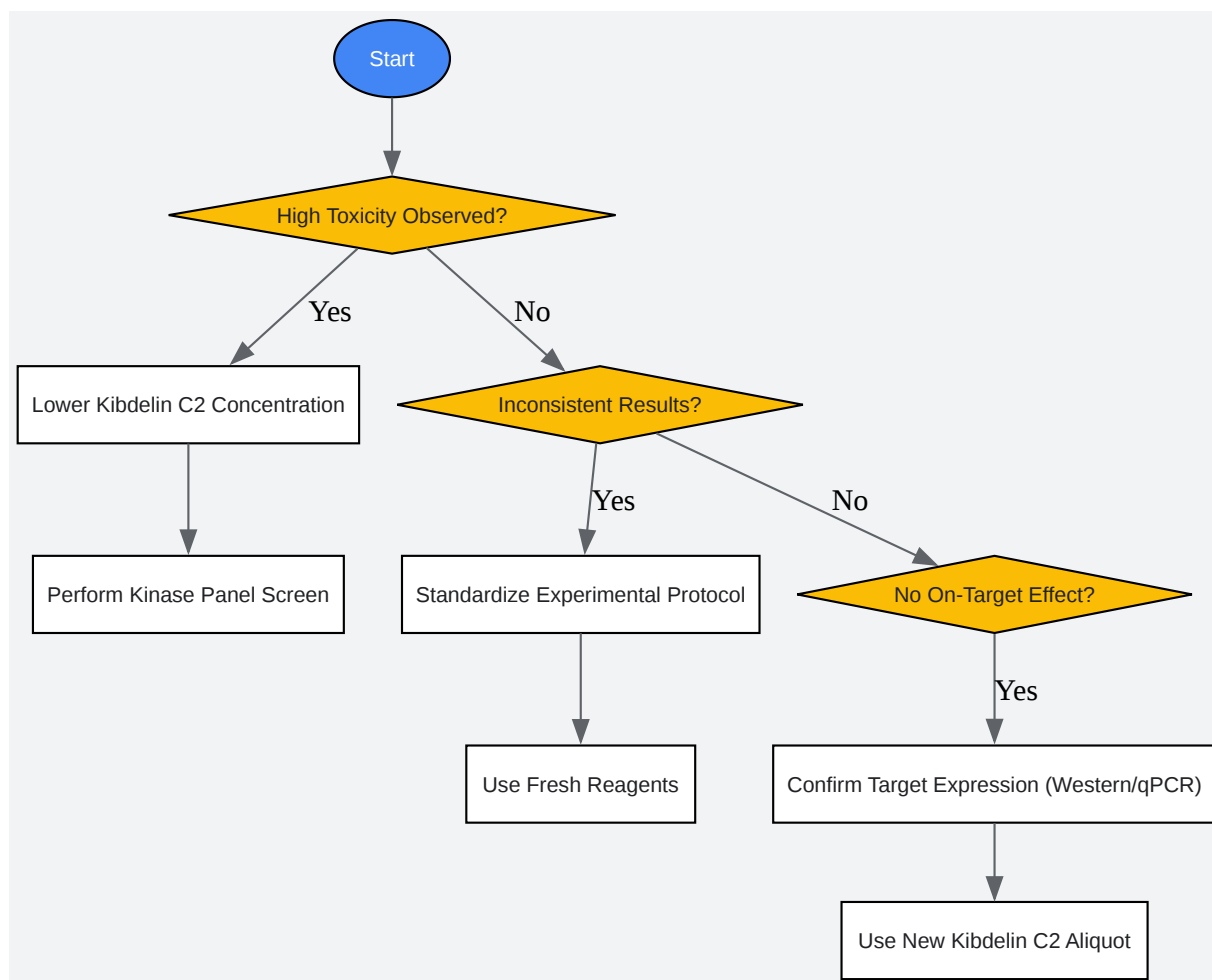 Start
High Toxicity Observed?
Yes
No
Lower Kibdelin C2 Concentration
Inconsistent Results?
Yes
No
Perform Kinase Panel Screen
Standardize Experimental Protocol
No On-Target Effect?
Yes
Use Fresh Reagents
Confirm Target Expression (Western/qPCR)
Use New Kibdelin C2 Aliquot